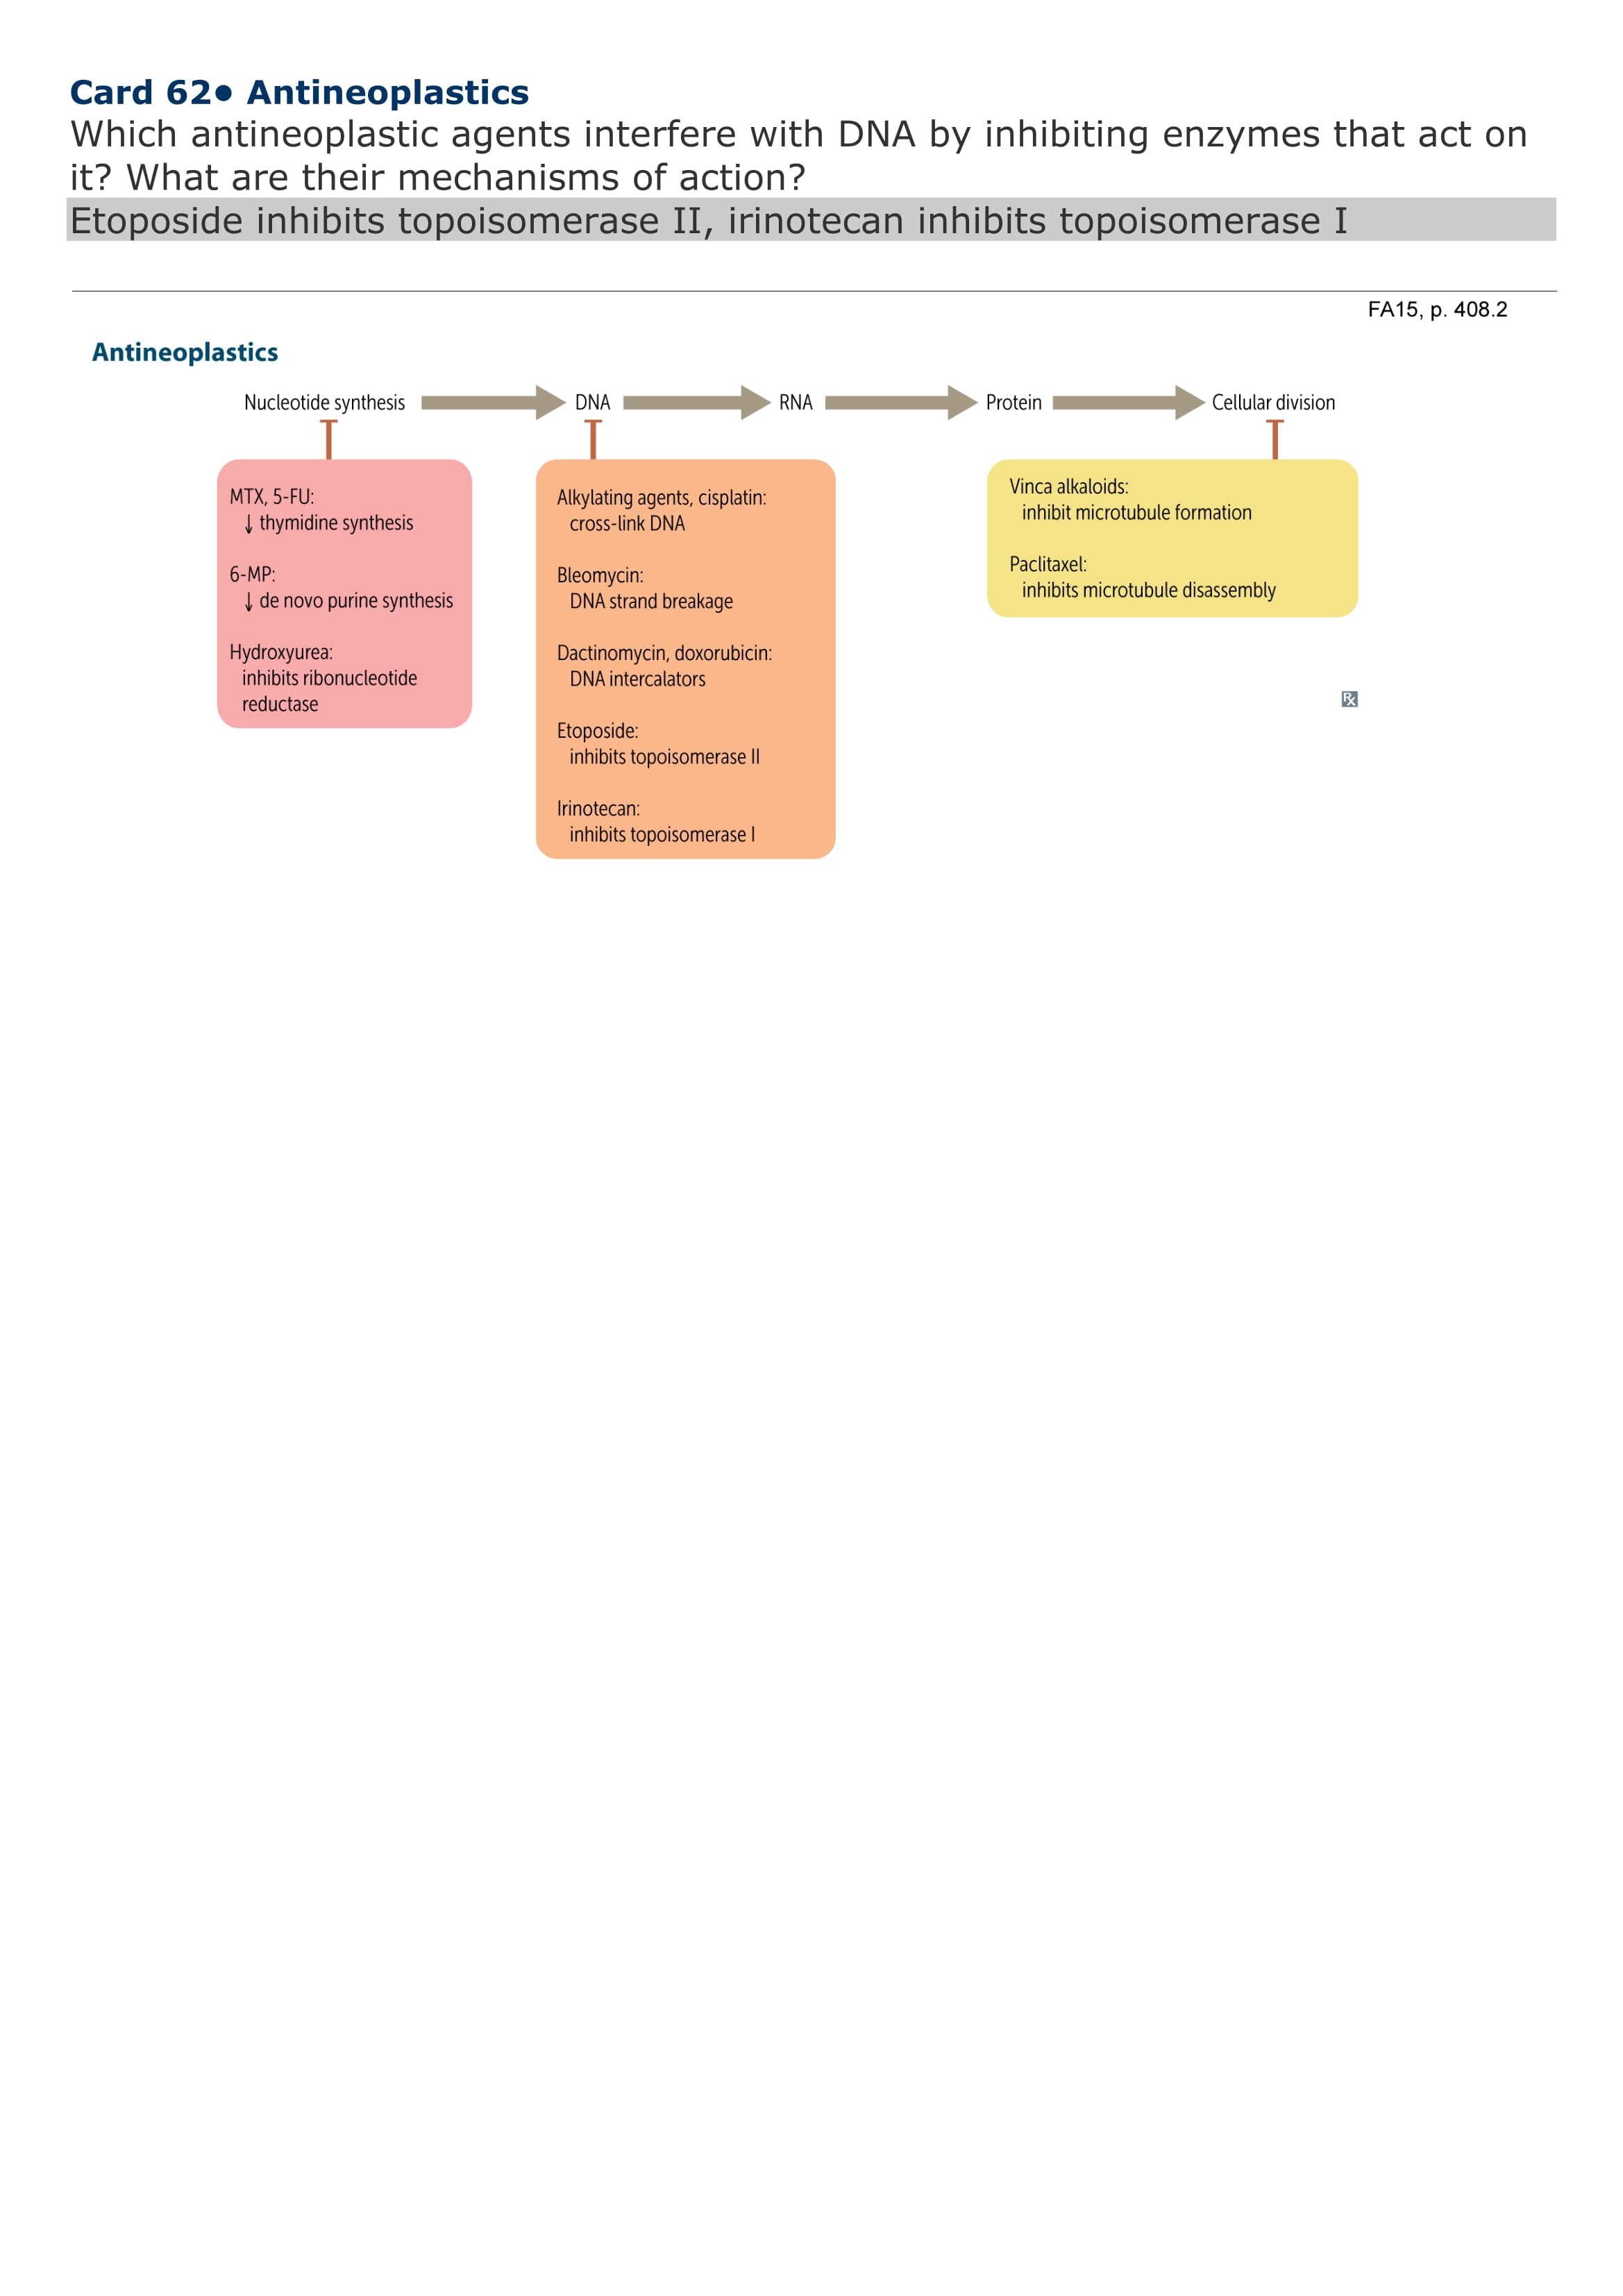 Card 62• Antineoplastics
Which antineoplastic agents interfere with DNA by inhibiting enzymes that act on
it? What are their mechanisms of action?
Etoposide inhibits topoisomerase II, irinotecan inhibits topoisomerase I
FA15, p. 408.2
Antineoplastics
Nucleotide synthesis
DNA
RNA
Protein
Cellular division
MTX, 5-FU:
↓ thymidine synthesis
6-MP:
↓ de novo purine synthesis
Hydroxyurea:
inhibits ribonucleotide
reductase
Alkylating agents, cisplatin:
cross-link DNA
Bleomycin:
DNA strand breakage
Dactinomycin, doxorubicin:
DNA intercalators
Etoposide:
inhibits topoisomerase II
Irinotecan:
inhibits topoisomerase I
Vinca alkaloids:
inhibit microtubule formation
Paclitaxel:
inhibits microtubule disassembly
Rx